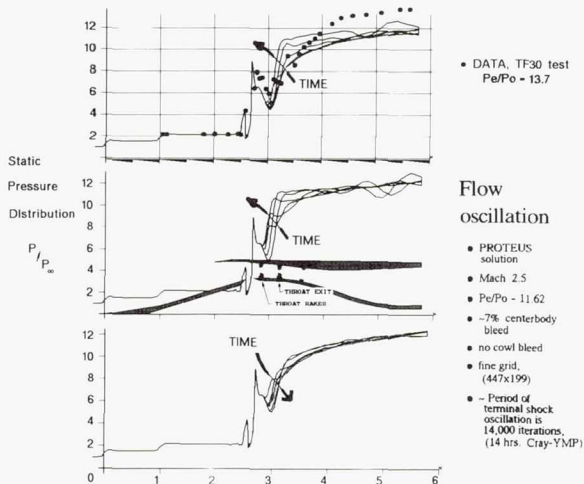 12
10
8
6
4
2
TIME
• DATA, TF30 test
Pe/Po - 13.7
Static
Pressure
Distribution
P/P∞
12
10
8
6
4
2
0
TIME
THROAT EXIT
THROAT RAKES
Flow
oscillation
• PROTEUS
solution
• Mach 2.5
• Pe/Po - 11.62
• ~7% centerbody
bleed
• no cowl bleed
• fine grid,
(447x199)
• ~ Period of
terminal shock
oscillation is
14,000 iterations,
(14 hrs. Cray-YMP)
12
10
8
6
4
2
TIME
0 1 2 3 4 5 6